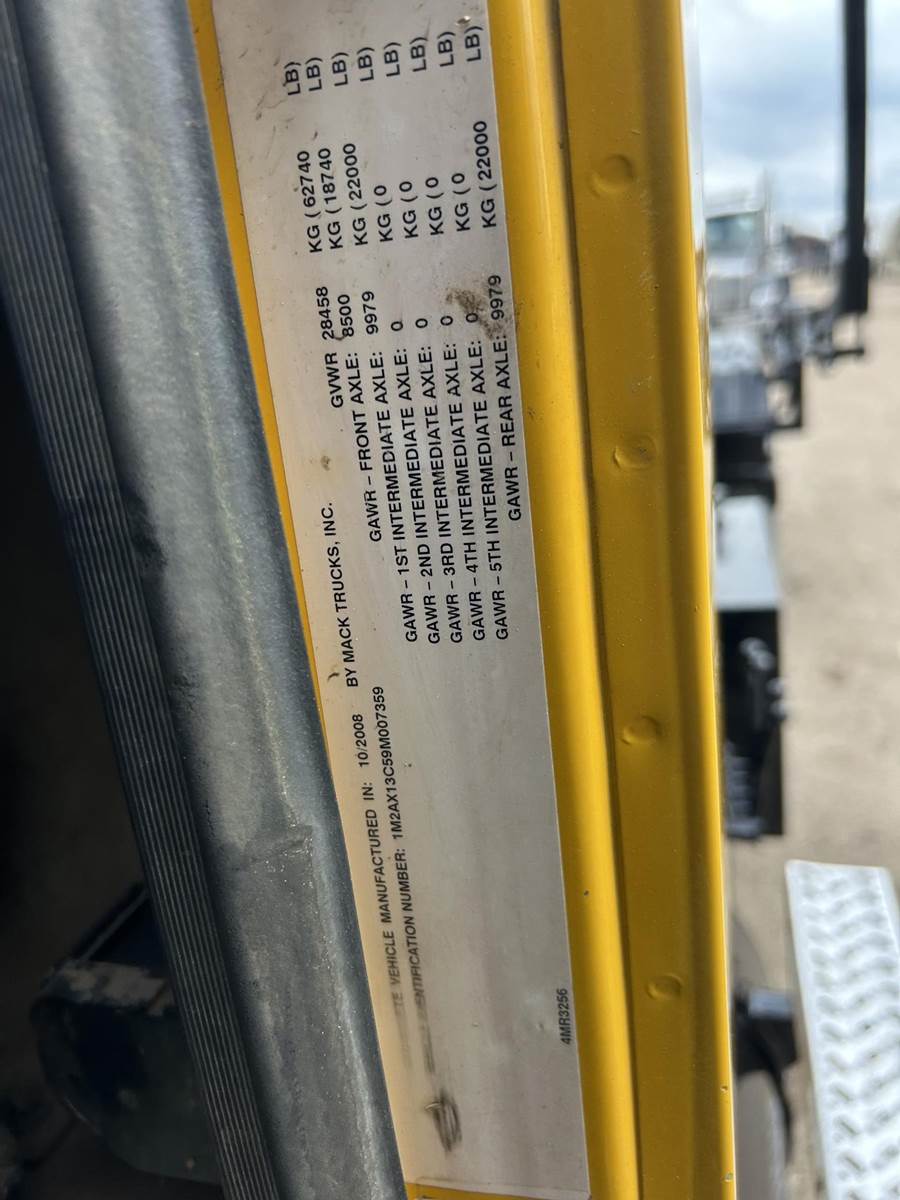 TE VEHICLE MANUFACTURED IN: 10/2008 BY MACK TRUCKS, INC.
IDENTIFICATION NUMBER: 1M2AX13C59M007359
GVWR 28458 KG ( 62740 LB)
GAWR – FRONT AXLE: 8500 KG ( 18740 LB)
GAWR – 1ST INTERMEDIATE AXLE: 9979 KG ( 22000 LB)
GAWR – 2ND INTERMEDIATE AXLE: 0 KG ( 0 LB)
GAWR – 3RD INTERMEDIATE AXLE: 0 KG ( 0 LB)
GAWR – 4TH INTERMEDIATE AXLE: 0 KG ( 0 LB)
GAWR – 5TH INTERMEDIATE AXLE: 0 KG ( 0 LB)
GAWR – REAR AXLE: 9979 KG ( 22000 LB)
4MR3256